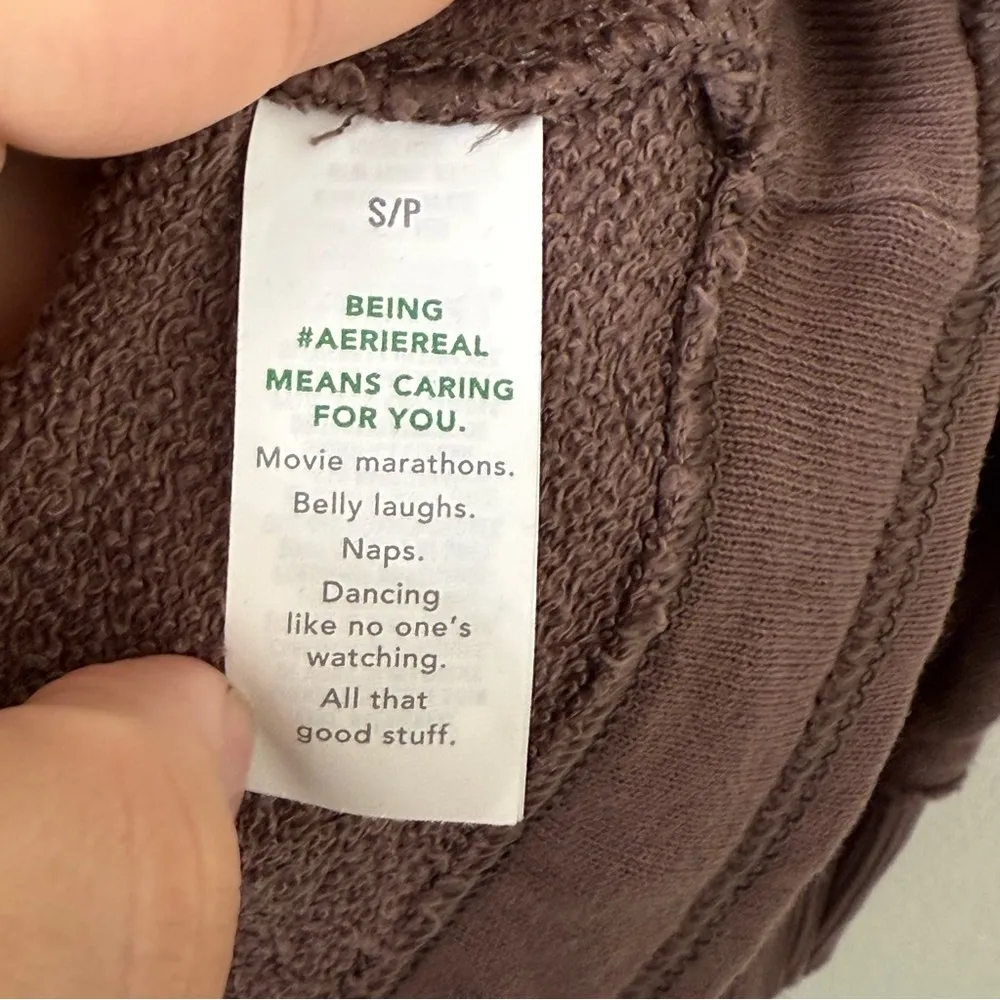 S/P
BEING
#AERIEREAL
MEANS CARING
FOR YOU.
Movie marathons.
Belly laughs.
Naps.
Dancing
like no one's
watching.
All that
good stuff.